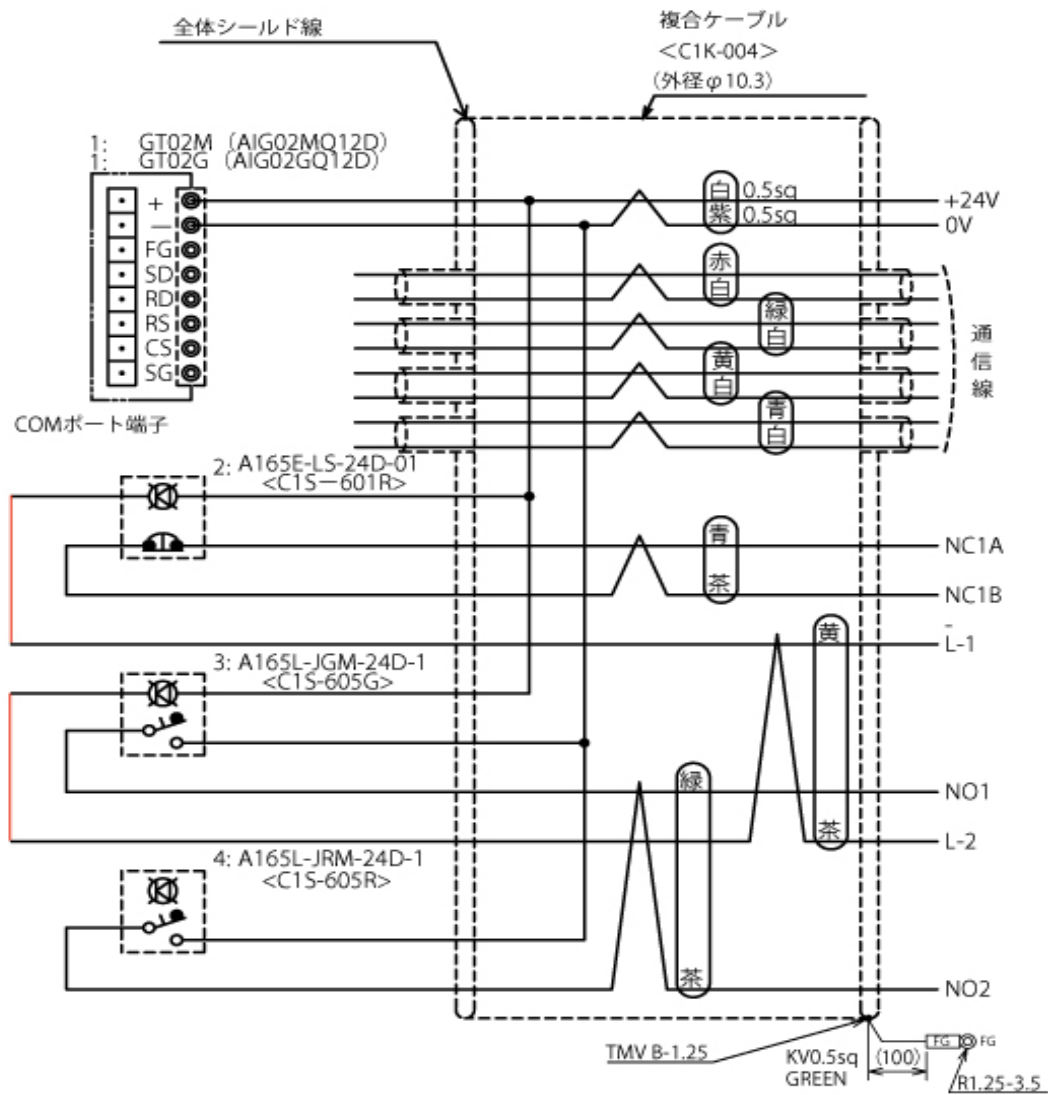 全体シールド線
複合ケーブル
<C1K-004>
(外径φ10.3)
1: GT02M (AIG02MQ12D)
1: GT02G (AIG02GQ12D)
+
—
FG
SD
RD
RS
CS
SG
COMポート端子
白 0.5sq
紫 0.5sq
+24V
0V
赤
白
緑
白
黄
白
青
白
通信線
2: A165E-LS-24D-01
<C1S－601R>
青
茶
NC1A
NC1B
L-1
黄
茶
3: A165L-JGM-24D-1
<C1S-605G>
NO1
L-2
緑
茶
4: A165L-JRM-24D-1
<C1S-605R>
NO2
TMV B-1.25
KV0.5sq
GREEN
(100)
FG
FG
R1.25-3.5